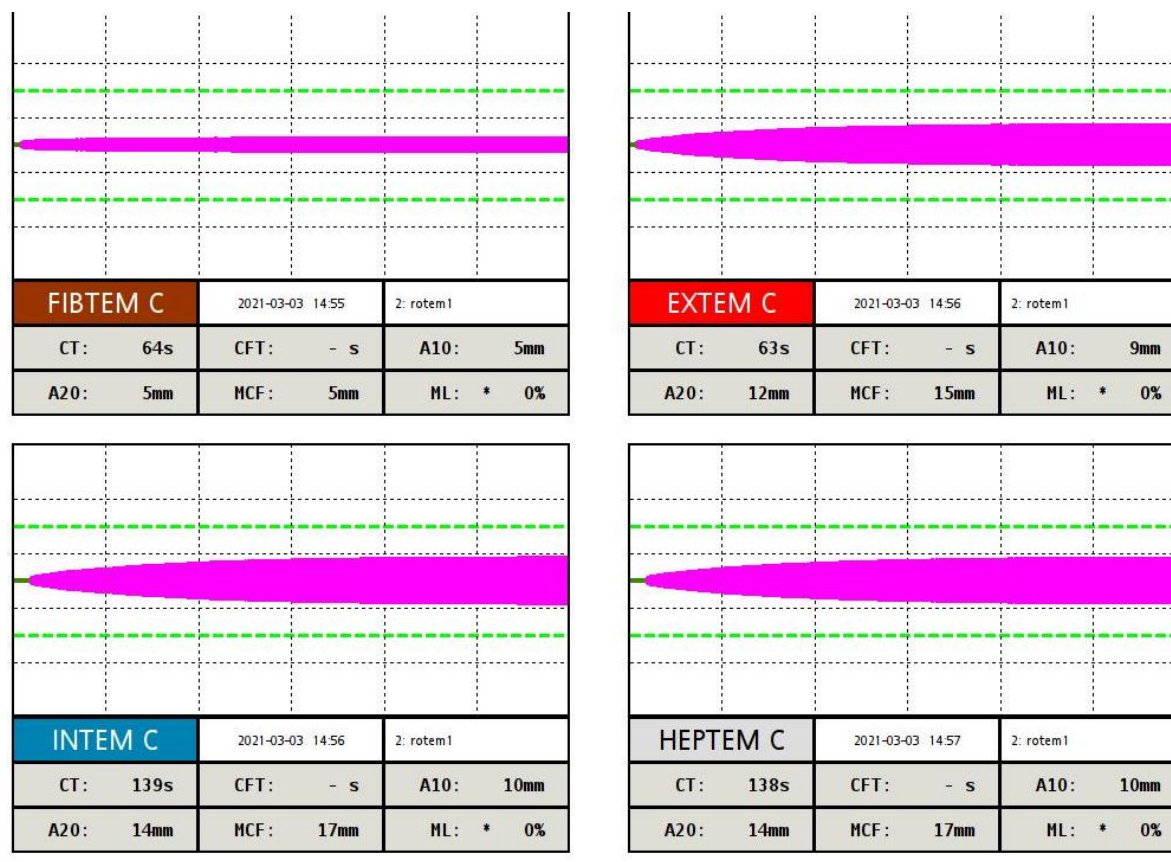 FIBTEM C 2021-03-03 14:55 2: rotem1
CT: 64s CFT: - s A10: 5mm
A20: 5mm MCF: 5mm ML: * 0%
EXTEM C 2021-03-03 14:56 2: rotem1
CT: 63s CFT: - s A10: 9mm
A20: 12mm MCF: 15mm ML: * 0%
INTEM C 2021-03-03 14:56 2: rotem1
CT: 139s CFT: - s A10: 10mm
A20: 14mm MCF: 17mm ML: * 0%
HEPTEM C 2021-03-03 14:57 2: rotem1
CT: 138s CFT: - s A10: 10mm
A20: 14mm MCF: 17mm ML: * 0%